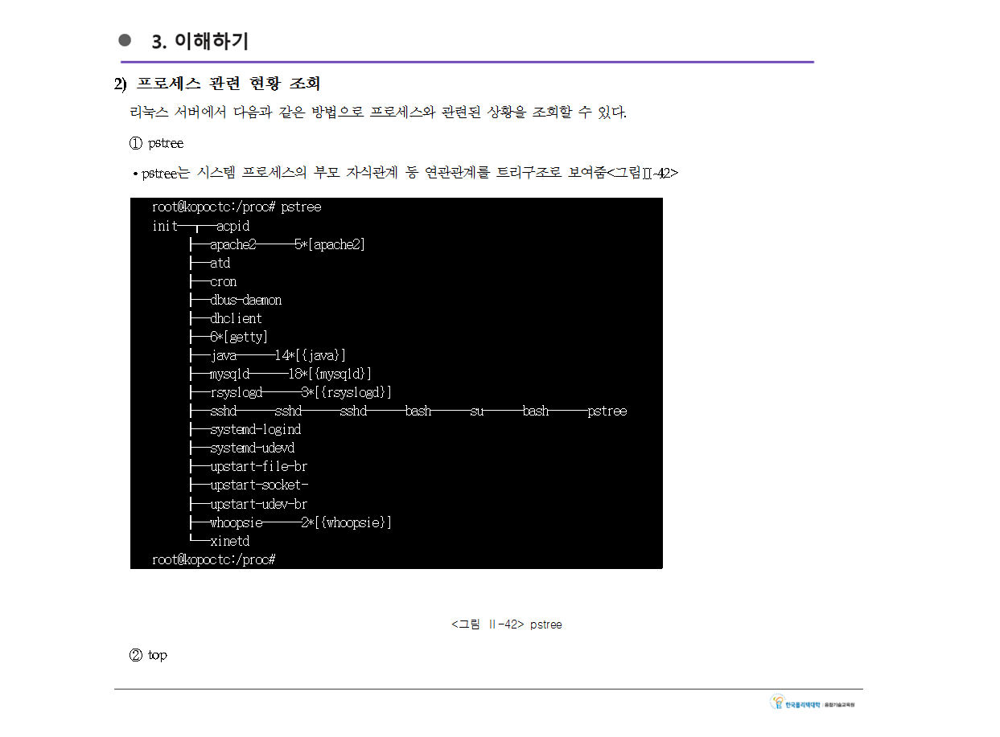 ● 3. 이해하기
2) 프로세스 관련 현황 조회
리눅스 서버에서 다음과 같은 방법으로 프로세스와 관련된 상황을 조회할 수 있다.
① pstree
• pstree는 시스템 프로세스의 부모 자식관계 등 연관관계를 트리구조로 보여줌<그림Ⅱ-42>
root@kopoctc:/proc# pstree
init─┬─acpid
├─apache2───5*[apache2]
├─atd
├─cron
├─dbus-daemon
├─dhclient
├─6*[getty]
├─java───14*[{java}]
├─mysqld───18*[{mysqld}]
├─rsyslogd───3*[{rsyslogd}]
├─sshd───sshd───sshd───bash───su───bash───pstree
├─systemd-logind
├─systemd-udevd
├─upstart-file-br
├─upstart-socket-
├─upstart-udev-br
├─whoopsie───2*[{whoopsie}]
└─xinetd
root@kopoctc:/proc#
<그림 Ⅱ-42> pstree
② top
한국폴리텍대학 | 융합기술교육원